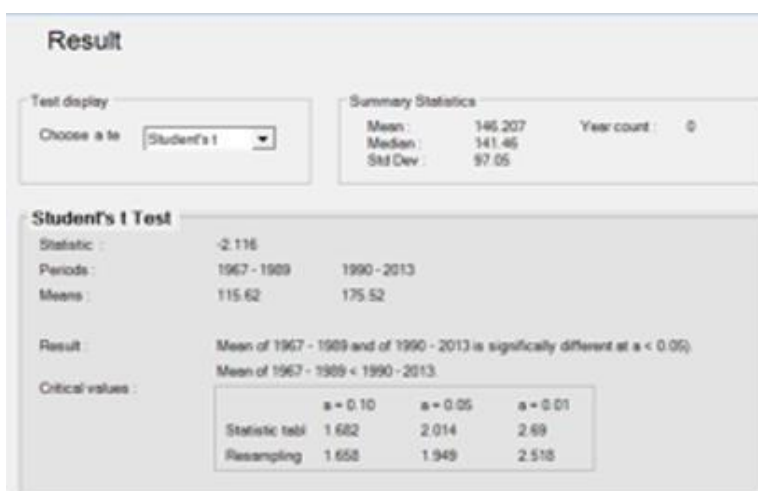 Result
Test display
Choose a te Student's t
Summary Statistics
Mean : 146.207 Year count : 0
Median : 141.46
Std Dev : 97.05
Student's t Test
Statistic : -2.116
Periods : 1967 - 1989 1990 - 2013
Means : 115.62 175.52
Result : Mean of 1967 - 1989 and of 1990 - 2013 is significally different at a < 0.05).
Mean of 1967 - 1989 < 1990 - 2013.
Critical values :
a = 0.10 a = 0.05 a = 0.01
Statistic tabl 1.682 2.014 2.69
Resampling 1.658 1.949 2.518